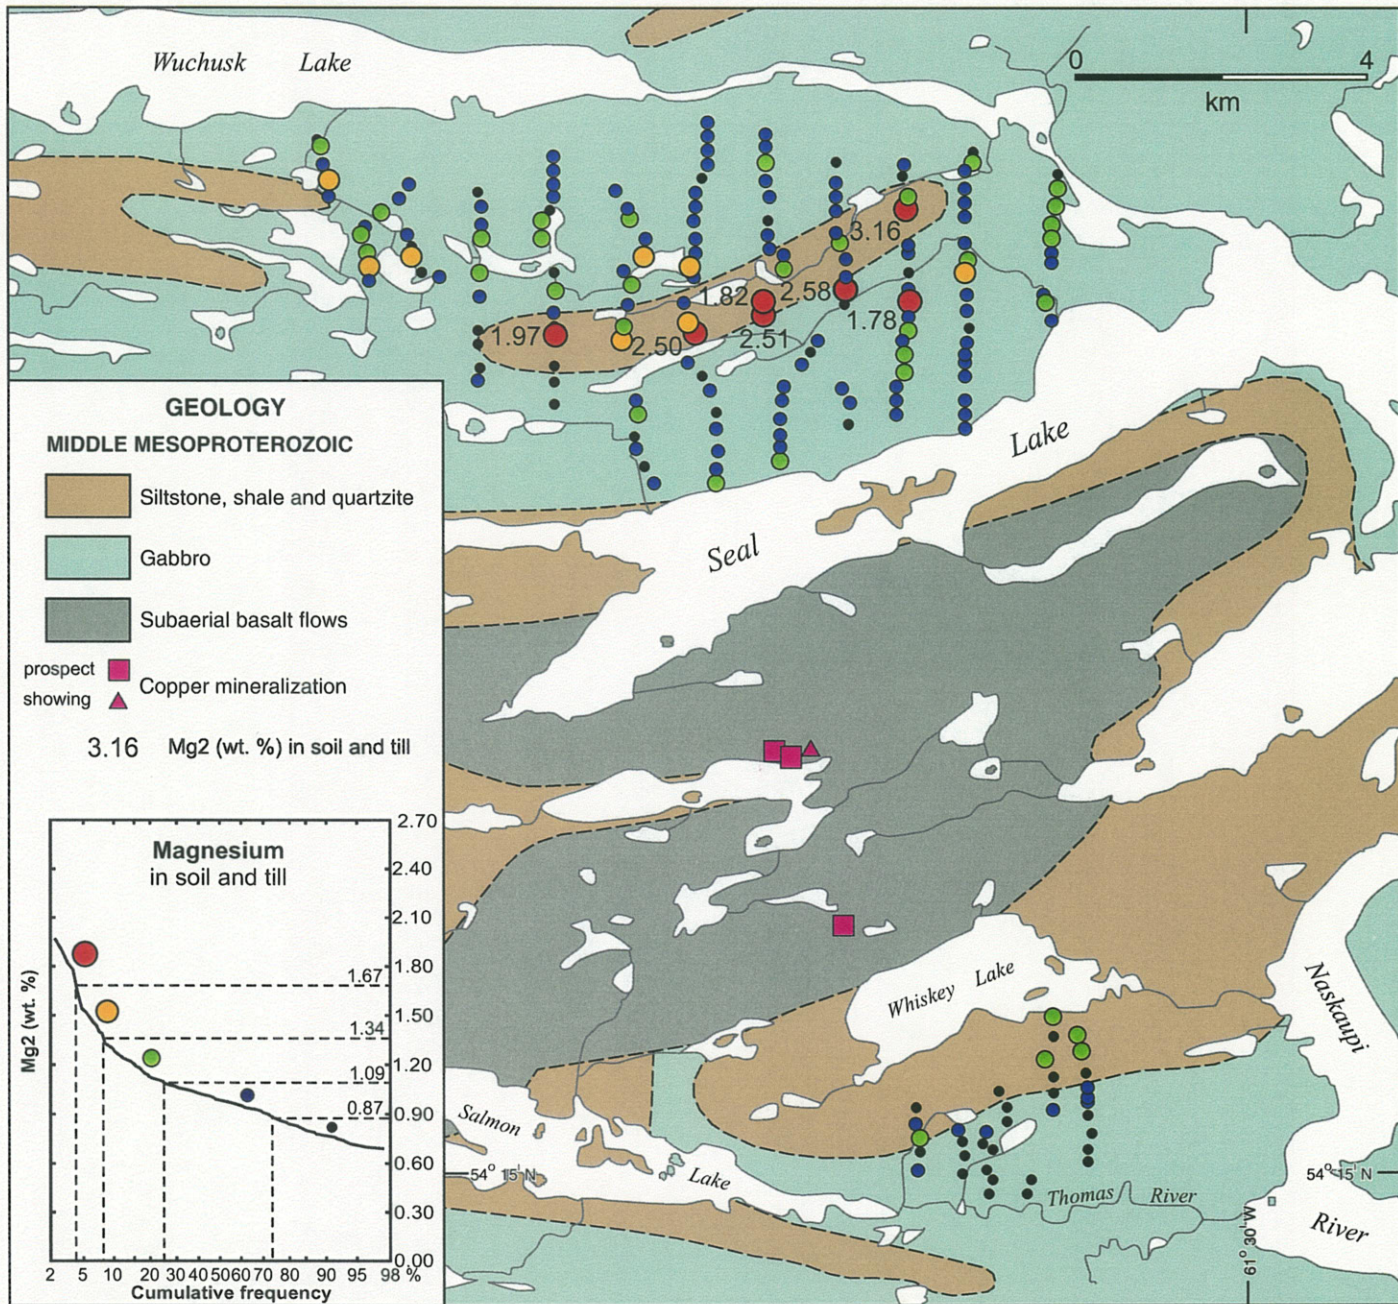 Wuchusk Lake
0 4
km
3.16
1.82
2.58
1.97
2.50
2.51
1.78
GEOLOGY
MIDDLE MESOPROTEROZOIC
Siltstone, shale and quartzite
Gabbro
Subaerial basalt flows
prospect
showing
Copper mineralization
3.16 Mg2 (wt. %) in soil and till
Seal
Lake
Magnesium
in soil and till
2.70
2.40
2.10
1.80
1.67
1.50
1.34
1.20
1.09
0.90
0.87
0.60
0.30
0.00
Mg2 (wt. %)
2 5 10 20 30 40 50 60 70 80 90 95 98 %
Cumulative frequency
Whiskey Lake
Naskaupi
River
Salmon
Lake
54° 15' N
54° 15' N
Thomas River
61° 30' W